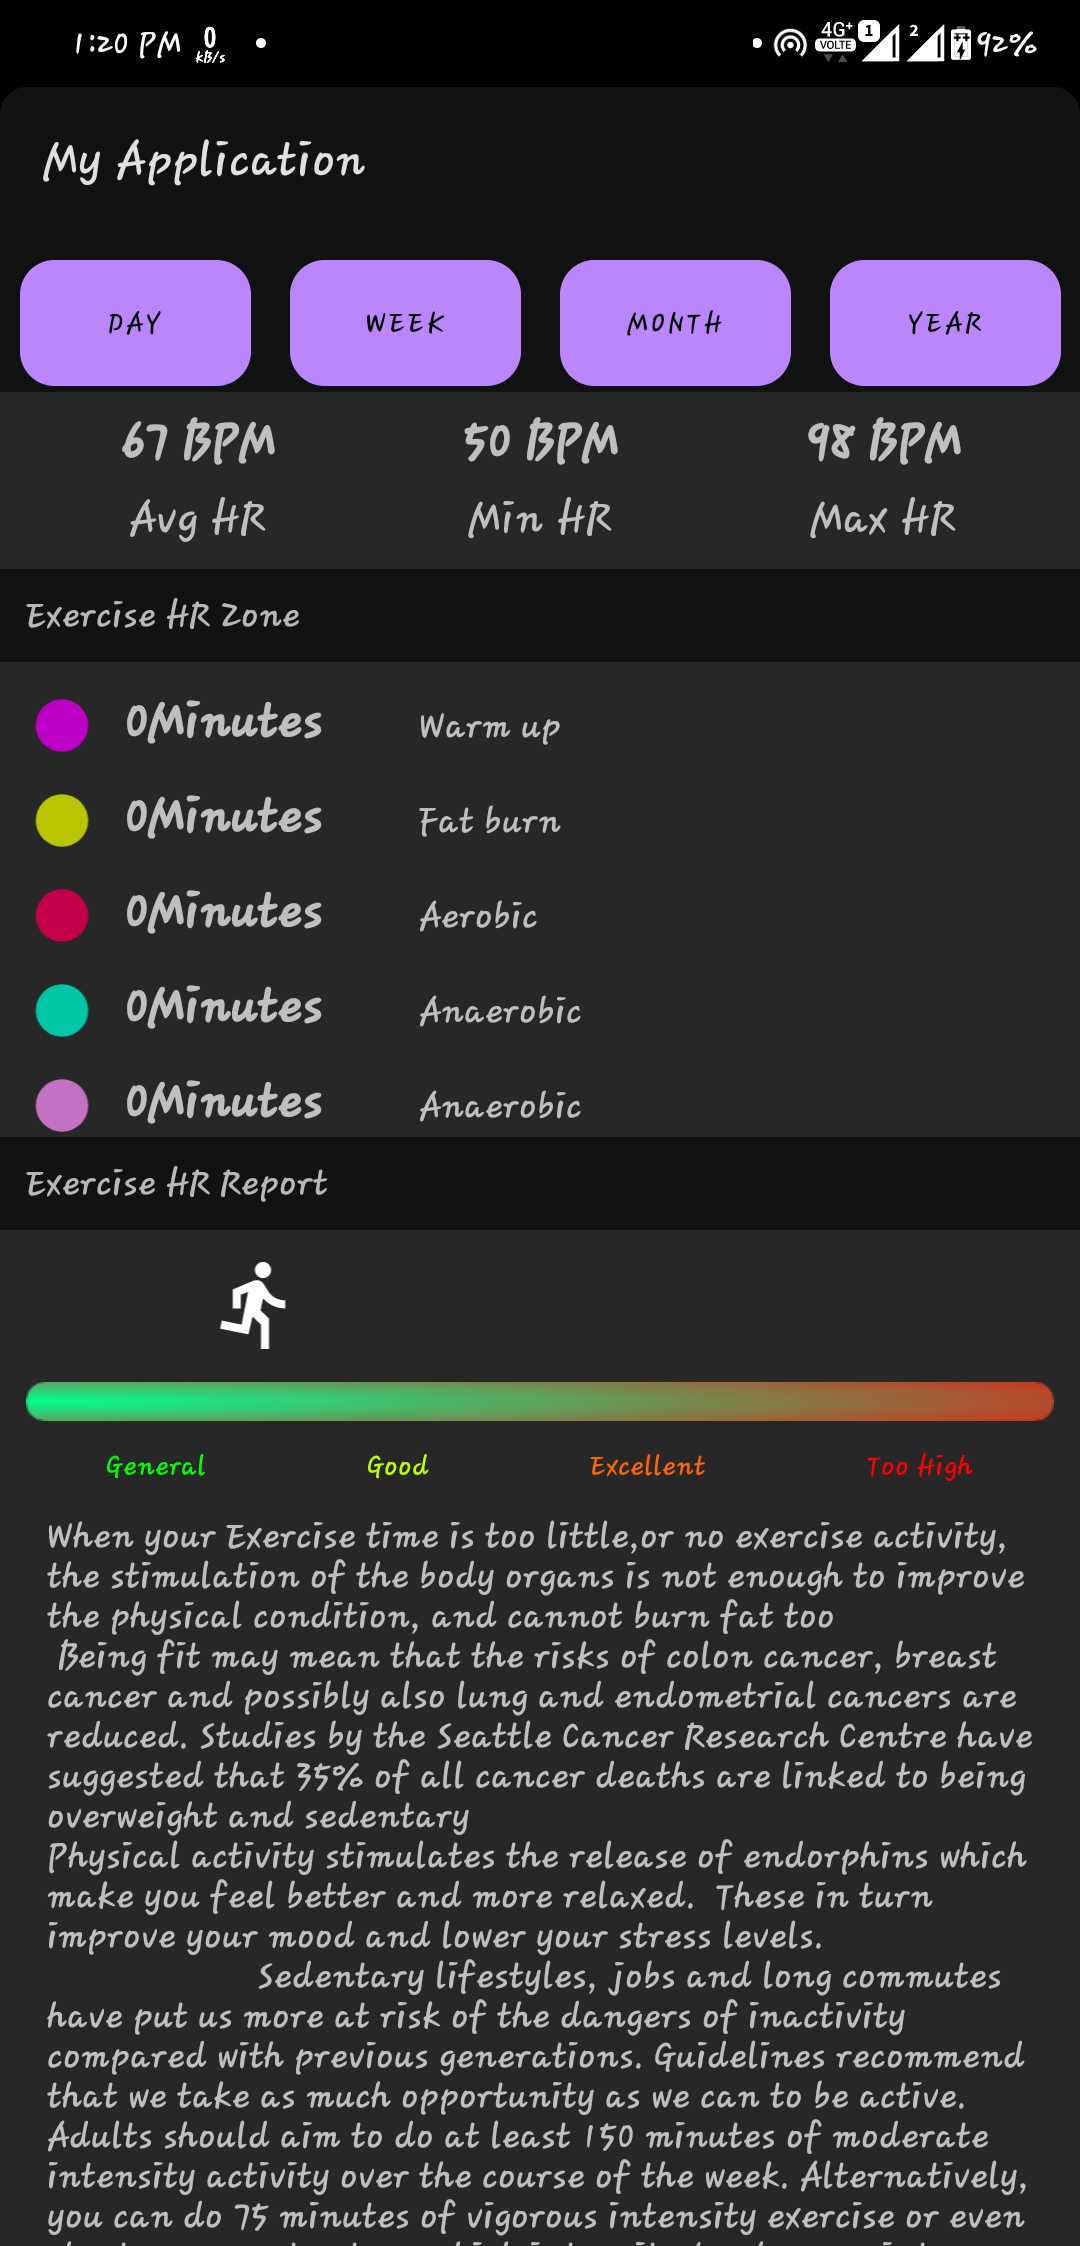 1:20 PM 0 kB/s 4G+ VOLTE 1 2 92%
My Application
DAY WEEK MONTH YEAR
67 BPM 50 BPM 98 BPM
Avg HR Min HR Max HR
Exercise HR Zone
0Minutes Warm up
0Minutes Fat burn
0Minutes Aerobic
0Minutes Anaerobic
0Minutes Anaerobic
Exercise HR Report
General Good Excellent Too High
When your Exercise time is too little,or no exercise activity,
the stimulation of the body organs is not enough to improve
the physical condition, and cannot burn fat too
Being fit may mean that the risks of colon cancer, breast
cancer and possibly also lung and endometrial cancers are
reduced. Studies by the Seattle Cancer Research Centre have
suggested that 35% of all cancer deaths are linked to being
overweight and sedentary
Physical activity stimulates the release of endorphins which
make you feel better and more relaxed. These in turn
improve your mood and lower your stress levels.
Sedentary lifestyles, jobs and long commutes
have put us more at risk of the dangers of inactivity
compared with previous generations. Guidelines recommend
that we take as much opportunity as we can to be active.
Adults should aim to do at least 150 minutes of moderate
intensity activity over the course of the week. Alternatively,
you can do 75 minutes of vigorous intensity exercise or even